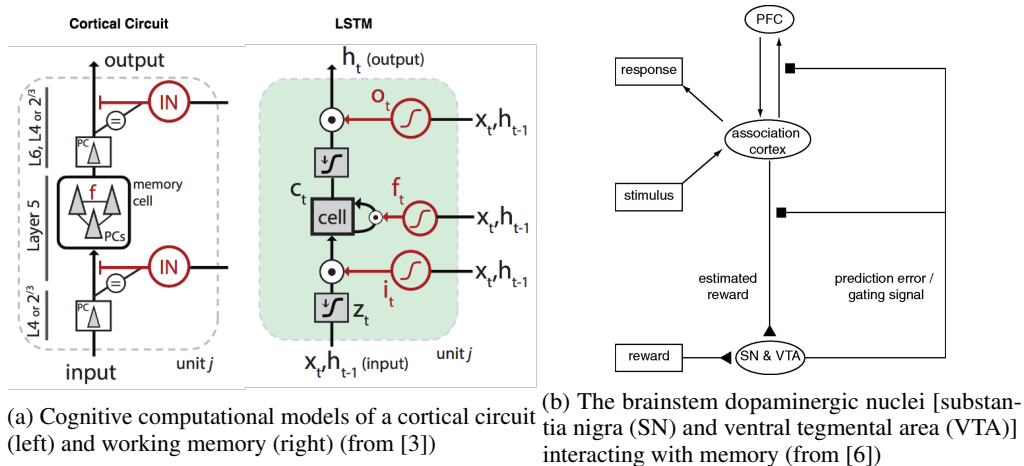 Cortical Circuit
output
L6, L4 or 2/3
IN
=
PC
Layer 5
f
PCs
memory
cell
IN
=
L4 or 2/3
PC
input
unit j
LSTM
h_t (output)
o_t
x_t,h_t-1
c_t
cell
f_t
x_t,h_t-1
i_t
x_t,h_t-1
z_t
x_t,h_t-1 (input)
unit j
(a) Cognitive computational models of a cortical circuit
(left) and working memory (right) (from [3])
PFC
response
association
cortex
stimulus
estimated
reward
prediction error /
gating signal
reward
SN & VTA
(b) The brainstem dopaminergic nuclei [substan-
tia nigra (SN) and ventral tegmental area (VTA)]
interacting with memory (from [6])